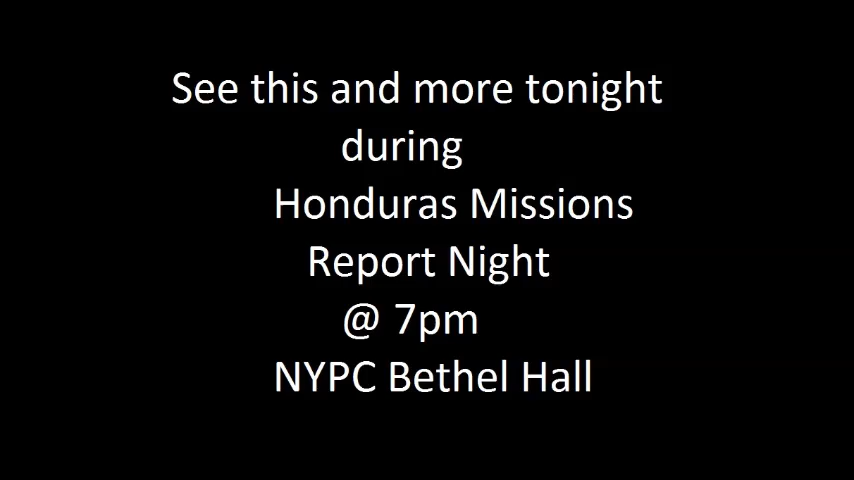 See this and more tonight
during
Honduras Missions
Report Night
@ 7pm
NYPC Bethel Hall